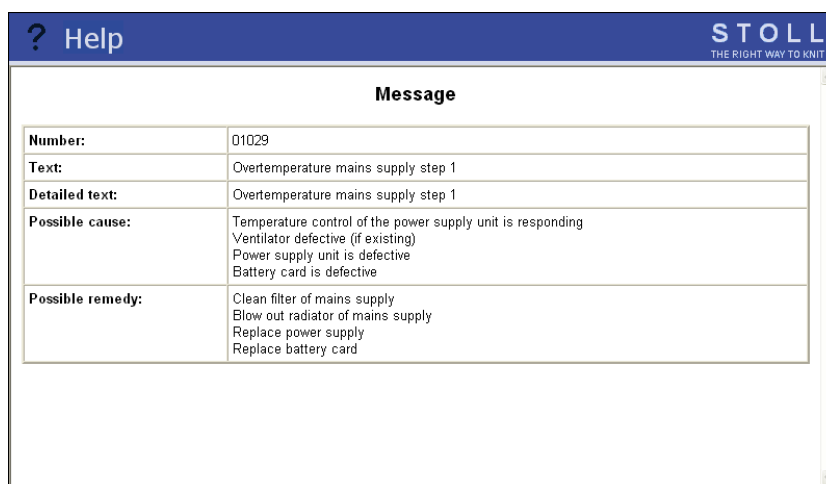 ? Help
STOLL
THE RIGHT WAY TO KNIT
Message
Number: 01029
Text: Overtemperature mains supply step 1
Detailed text: Overtemperature mains supply step 1
Possible cause: Temperature control of the power supply unit is responding
Ventilator defective (if existing)
Power supply unit is defective
Battery card is defective
Possible remedy: Clean filter of mains supply
Blow out radiator of mains supply
Replace power supply
Replace battery card